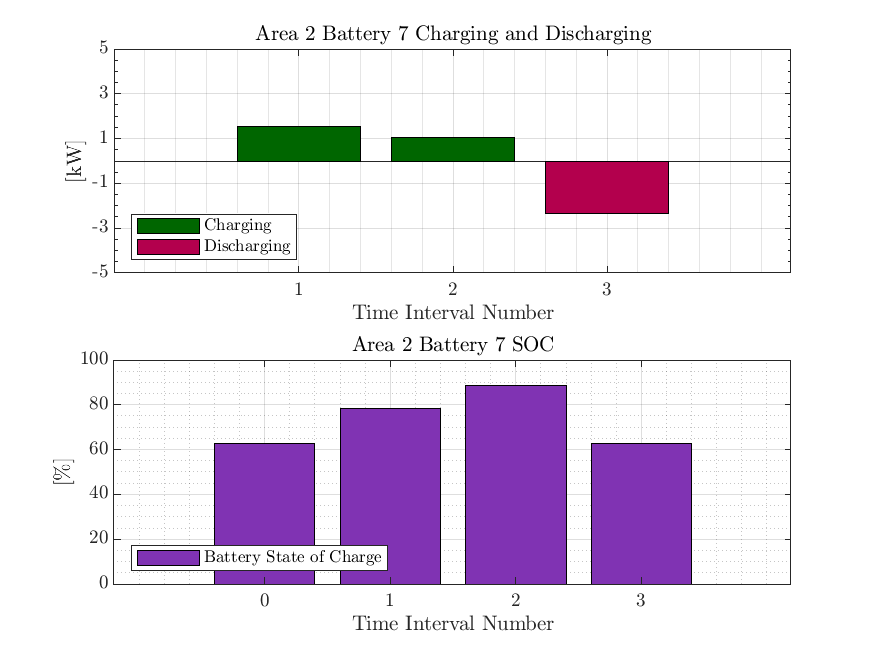 Area 2 Battery 7 Charging and Discharging
5
3
1
-1
-3
-5
[kW]
Charging
Discharging
1 2 3
Time Interval Number
Area 2 Battery 7 SOC
100
80
60
40
20
0
[%]
Battery State of Charge
0 1 2 3
Time Interval Number